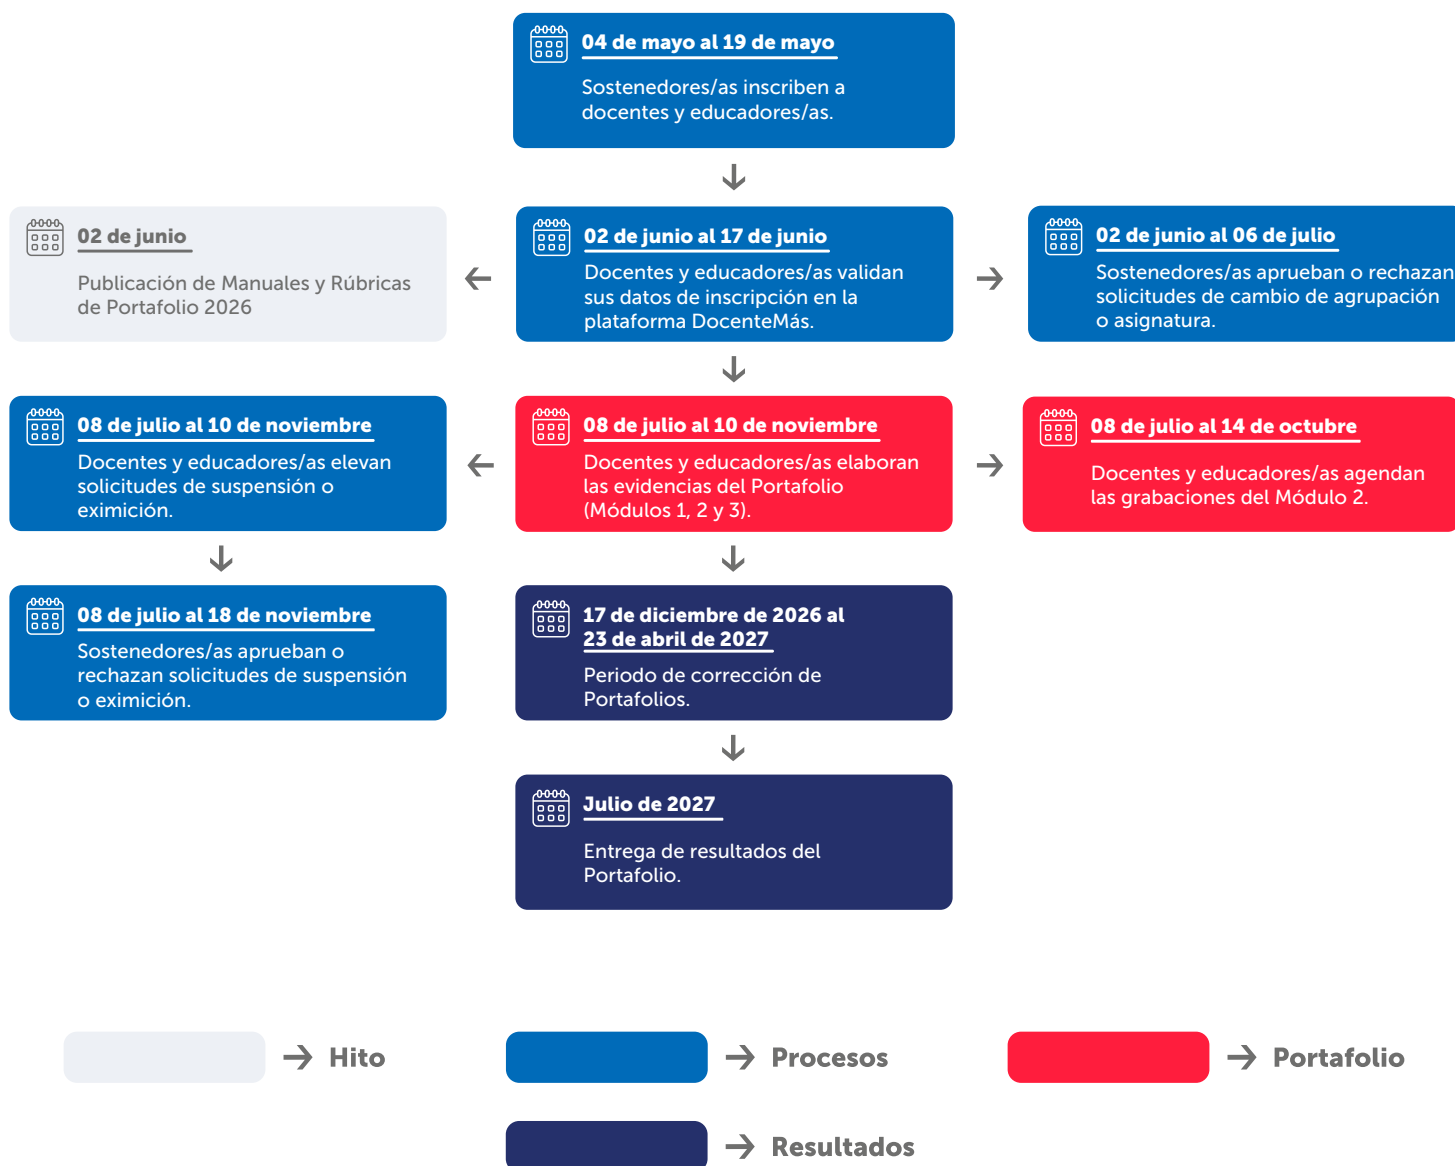 04 de mayo al 19 de mayo
Sostenedores/as inscriben a
docentes y educadores/as.
02 de junio
Publicación de Manuales y Rúbricas
de Portafolio 2026
02 de junio al 17 de junio
Docentes y educadores/as validan
sus datos de inscripción en la
plataforma DocenteMás.
02 de junio al 06 de julio
Sostenedores/as aprueban o rechazan
solicitudes de cambio de agrupación
o asignatura.
08 de julio al 10 de noviembre
Docentes y educadores/as elevan
solicitudes de suspensión o
eximición.
08 de julio al 10 de noviembre
Docentes y educadores/as elaboran
las evidencias del Portafolio
(Módulos 1, 2 y 3).
08 de julio al 14 de octubre
Docentes y educadores/as agendan
las grabaciones del Módulo 2.
08 de julio al 18 de noviembre
Sostenedores/as aprueban o
rechazan solicitudes de suspensión
o eximición.
17 de diciembre de 2026 al
23 de abril de 2027
Periodo de corrección de
Portafolios.
Julio de 2027
Entrega de resultados del
Portafolio.
Hito
Procesos
Portafolio
Resultados